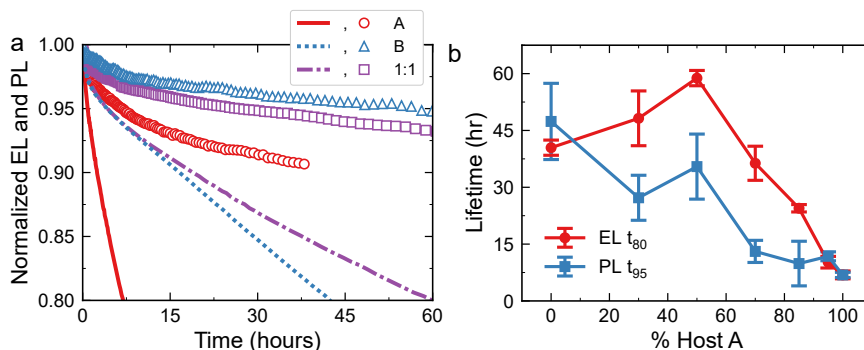 a
Normalized EL and PL
1.00
0.95
0.90
0.85
0.80
0
15
30
45
60
Time (hours)
, A
, B
, 1:1
b
Lifetime (hr)
60
45
30
15
0
0
20
40
60
80
100
% Host A
EL t₈₀
PL t₉₅